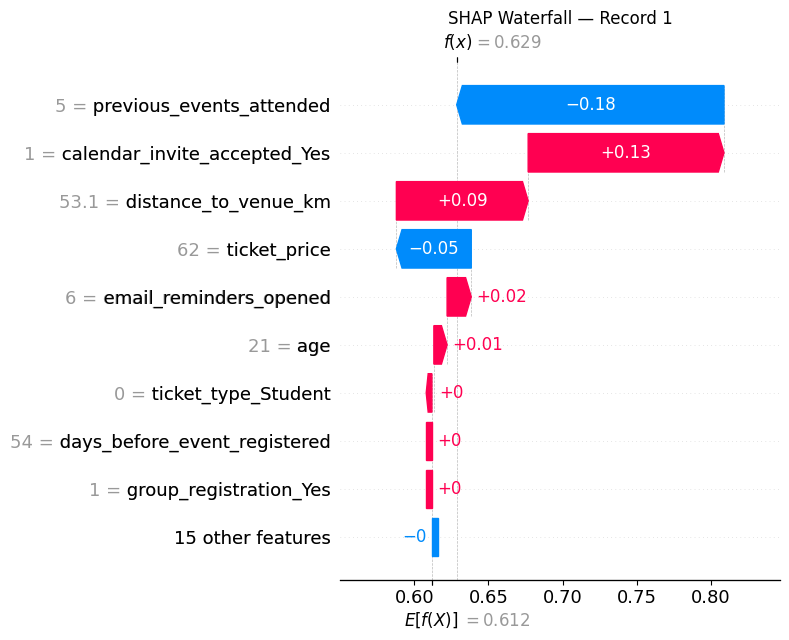 SHAP Waterfall — Record 1
f(x) = 0.629
5 = previous_events_attended
−0.18
1 = calendar_invite_accepted_Yes
+0.13
53.1 = distance_to_venue_km
+0.09
62 = ticket_price
−0.05
6 = email_reminders_opened
+0.02
21 = age
+0.01
0 = ticket_type_Student
+0
54 = days_before_event_registered
+0
1 = group_registration_Yes
+0
15 other features
−0
0.60 0.65 0.70 0.75 0.80
E[f(X)] = 0.612